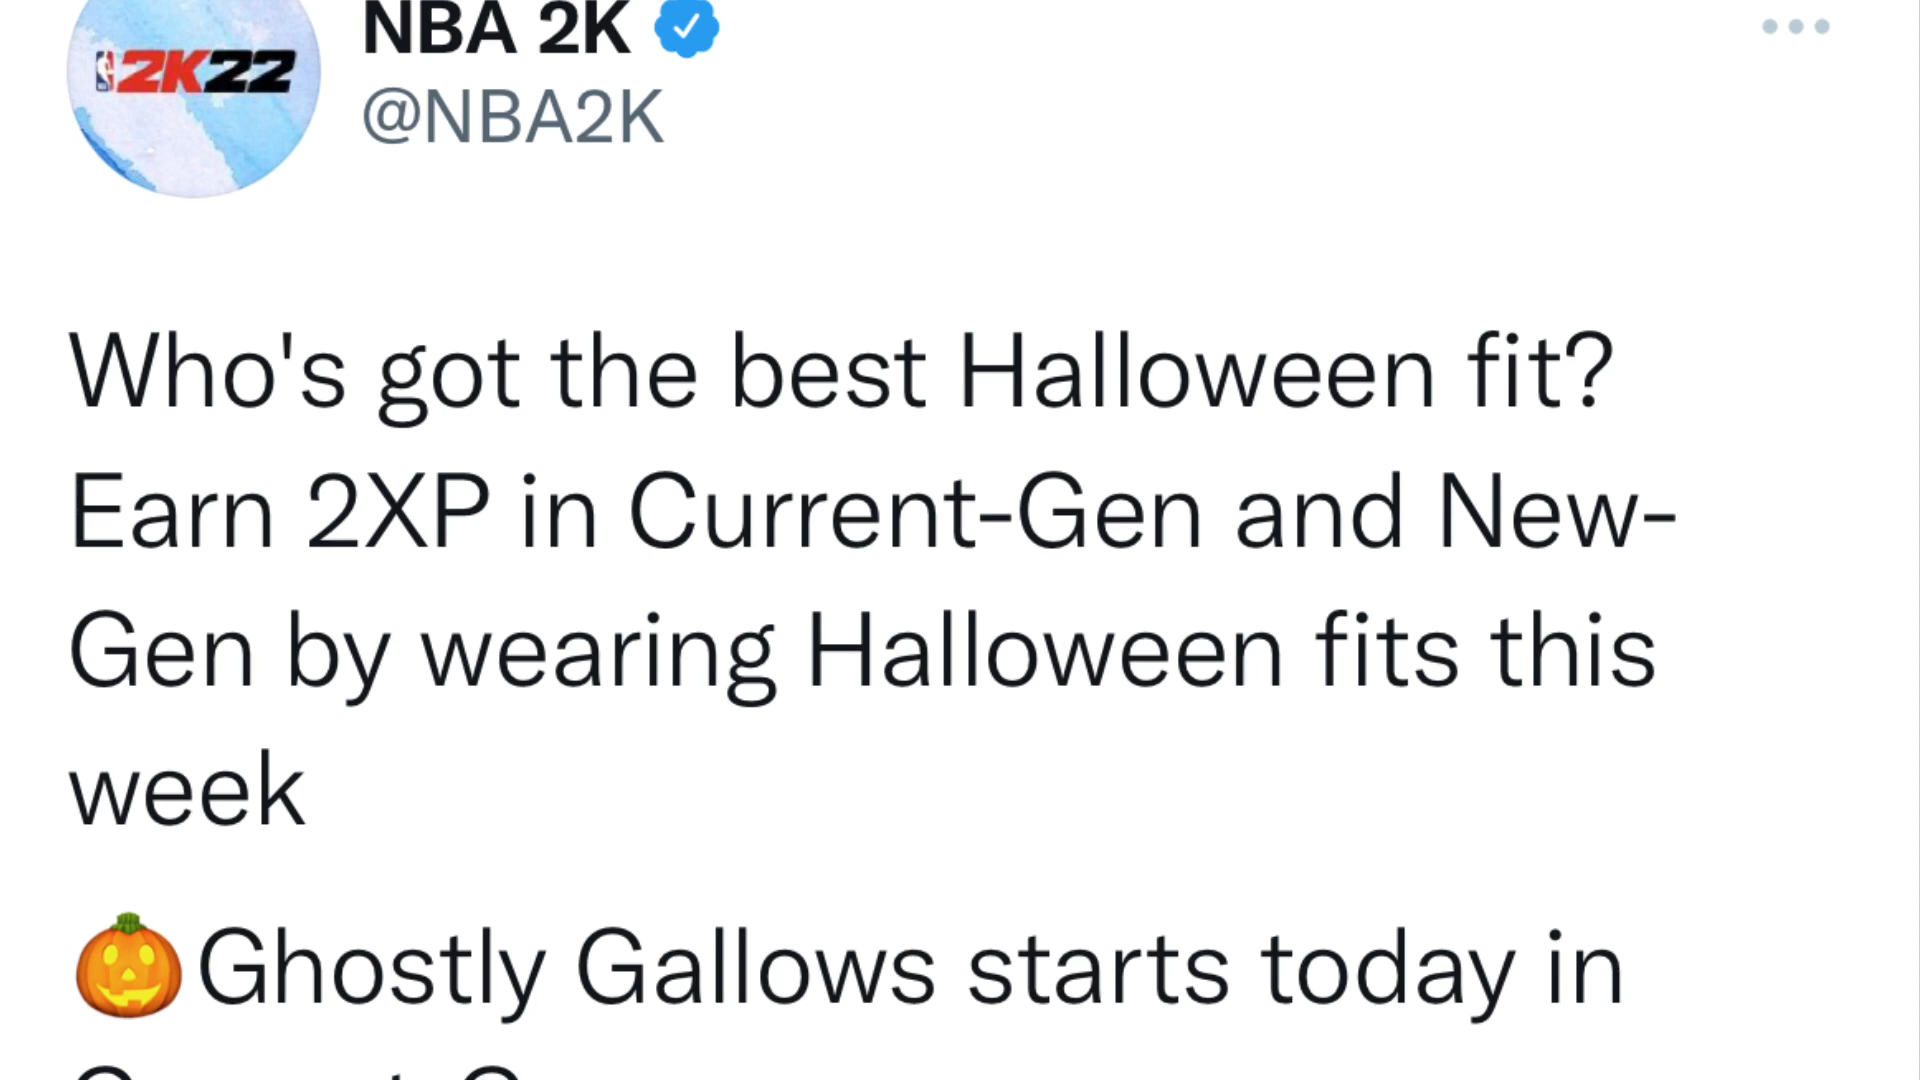 2K22
NBA 2K
@NBA2K
Who's got the best Halloween fit?
Earn 2XP in Current-Gen and New-
Gen by wearing Halloween fits this
week
🎃Ghostly Gallows starts today in